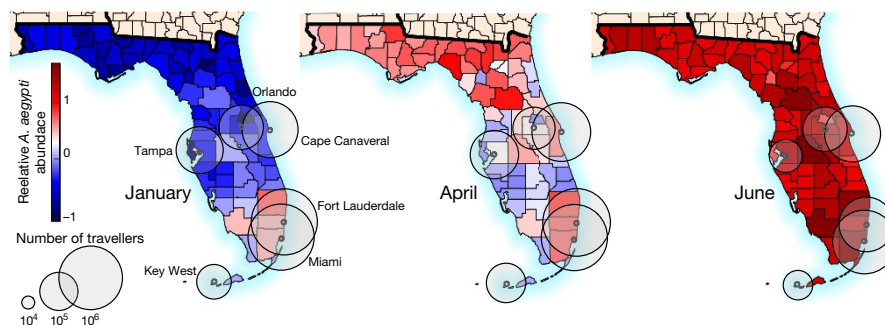 Reelative A. aegypti
abundace
1
0
−1
Orlando
Cape Canaveral
Tampa
January
April
June
Fort Lauderdale
Number of travellers
Miami
Key West
10⁴
10⁵
10⁶